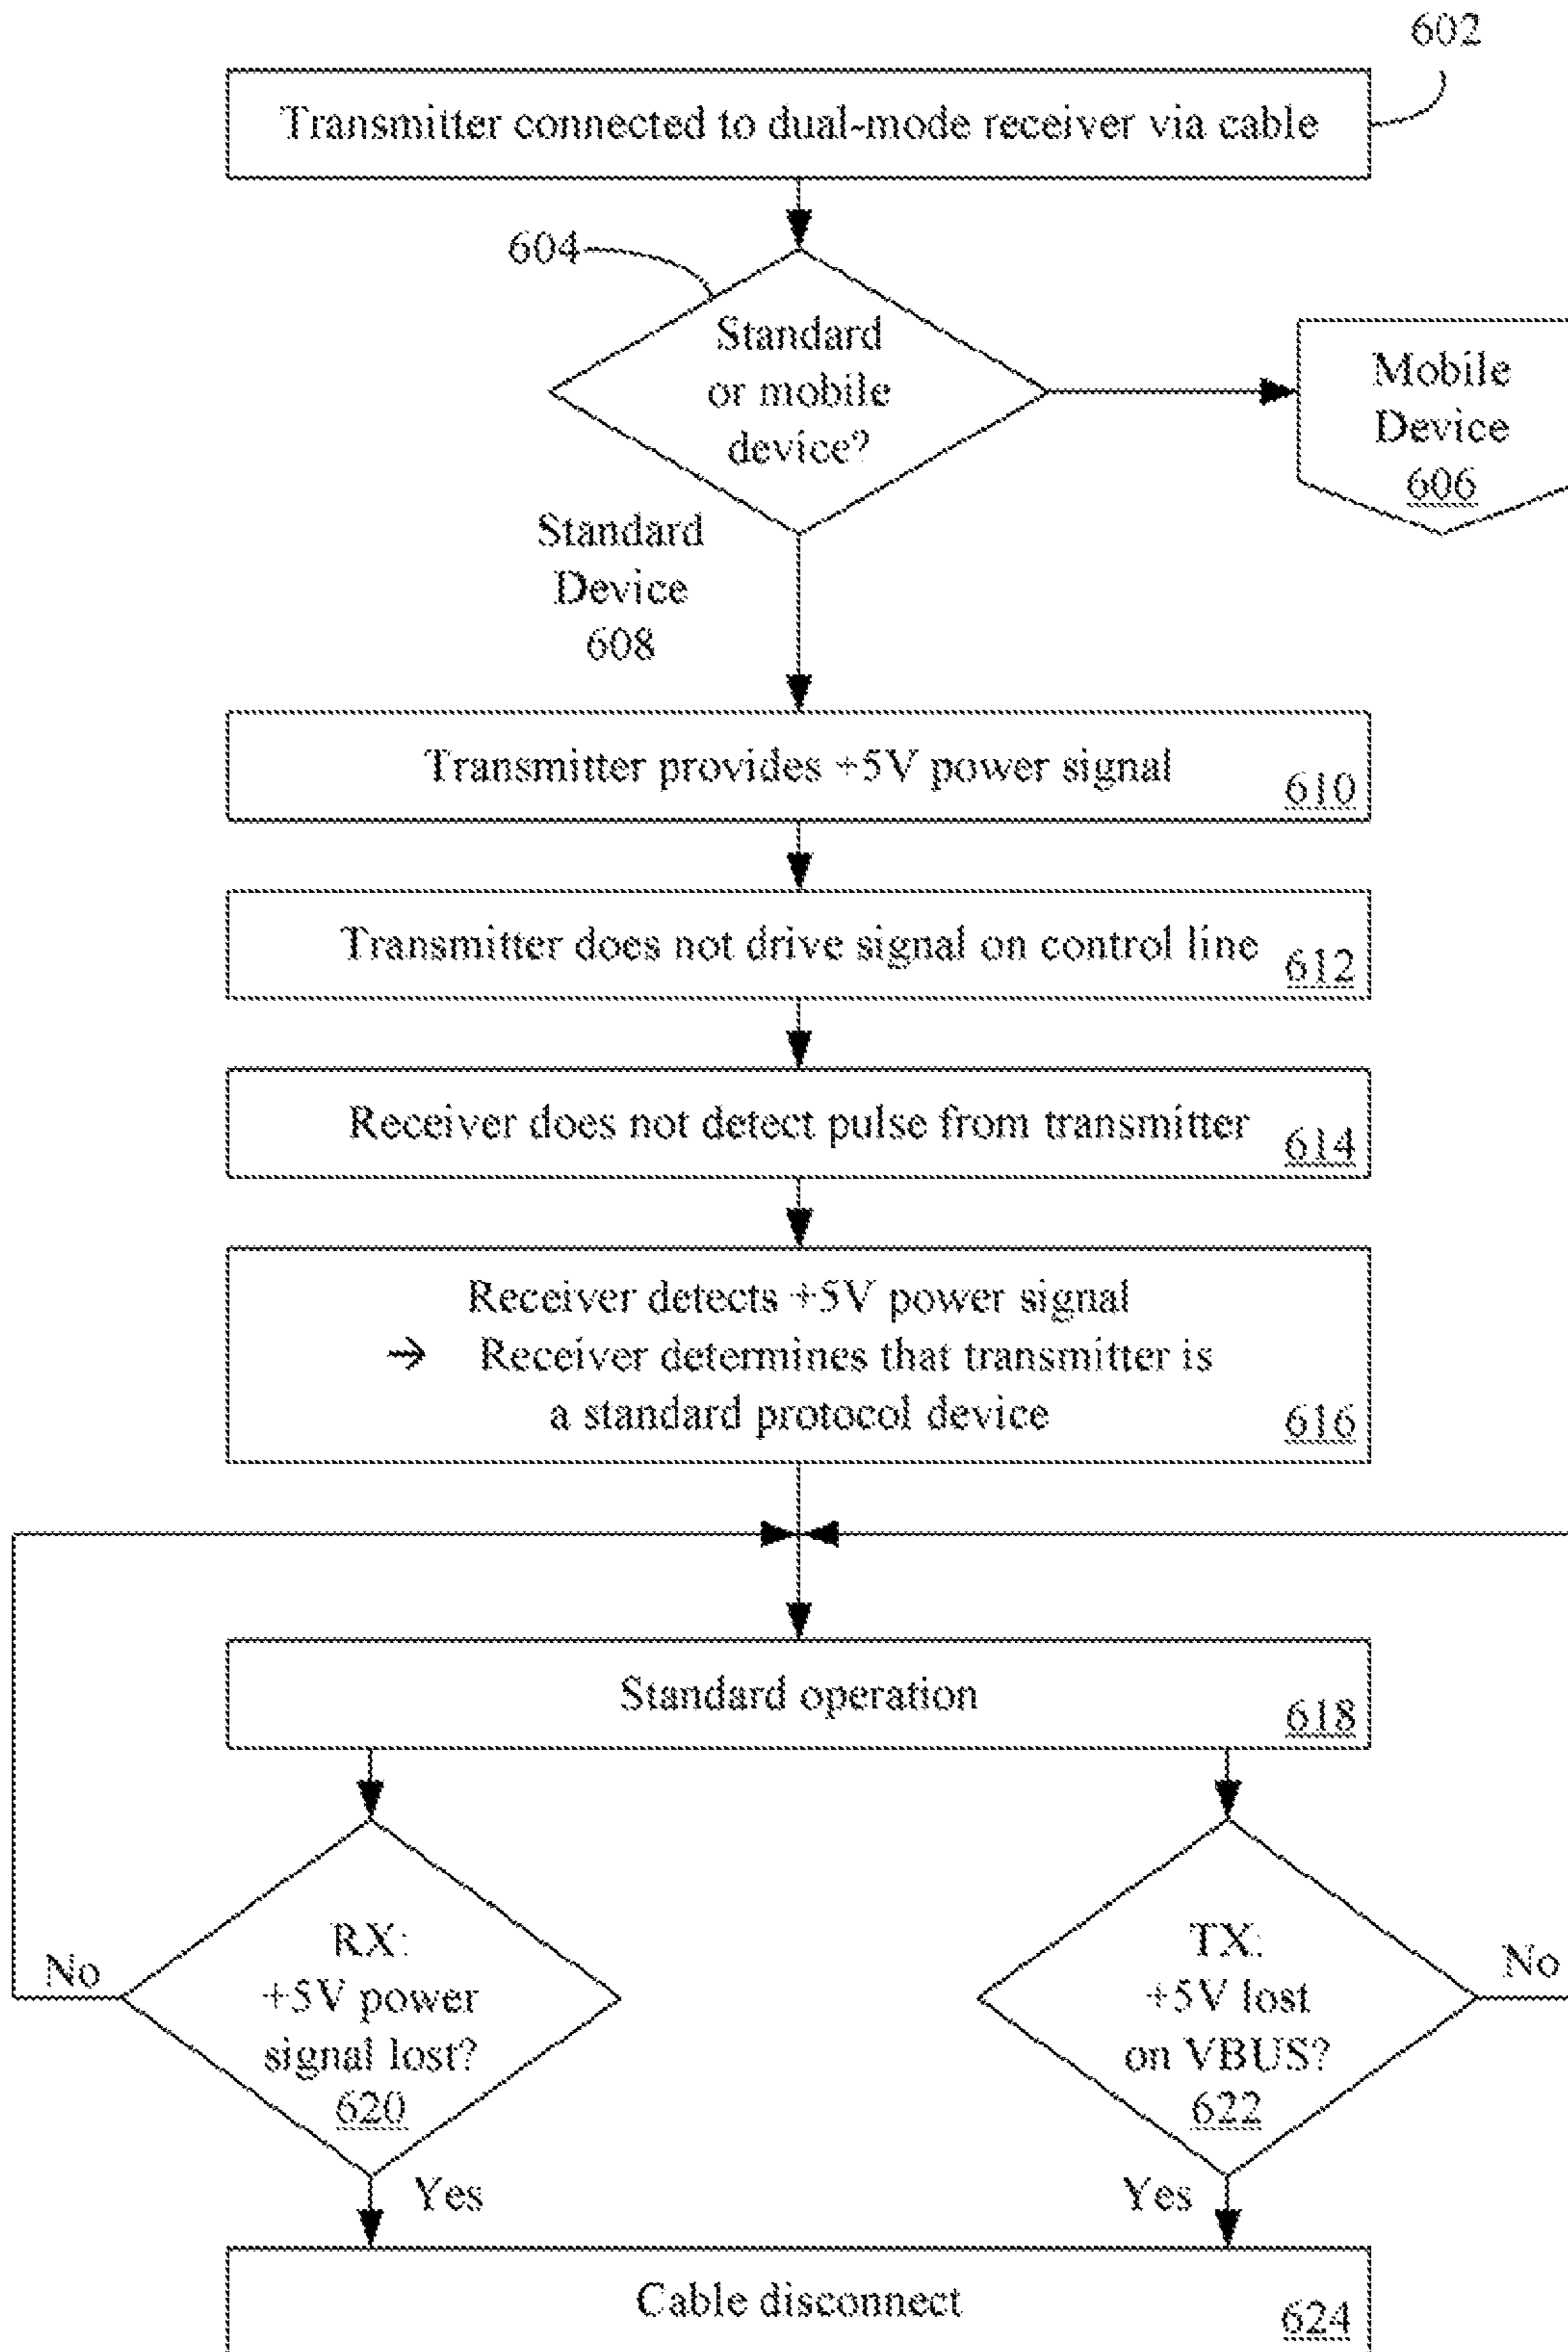 602
Transmitter connected to dual-mode receiver via cable
604
Standard
or mobile
device?
Mobile
Device
606
Standard
Device
608
Transmitter provides +5V power signal
610
Transmitter does not drive signal on control line
612
Receiver does not detect pulse from transmitter
614
Receiver detects +5V power signal
→ Receiver determines that transmitter is
a standard protocol device
616
Standard operation
618
RX:
+5V power
signal lost?
620
No
Yes
TX:
+5V lost
on VBUS?
622
No
Yes
Cable disconnect
624